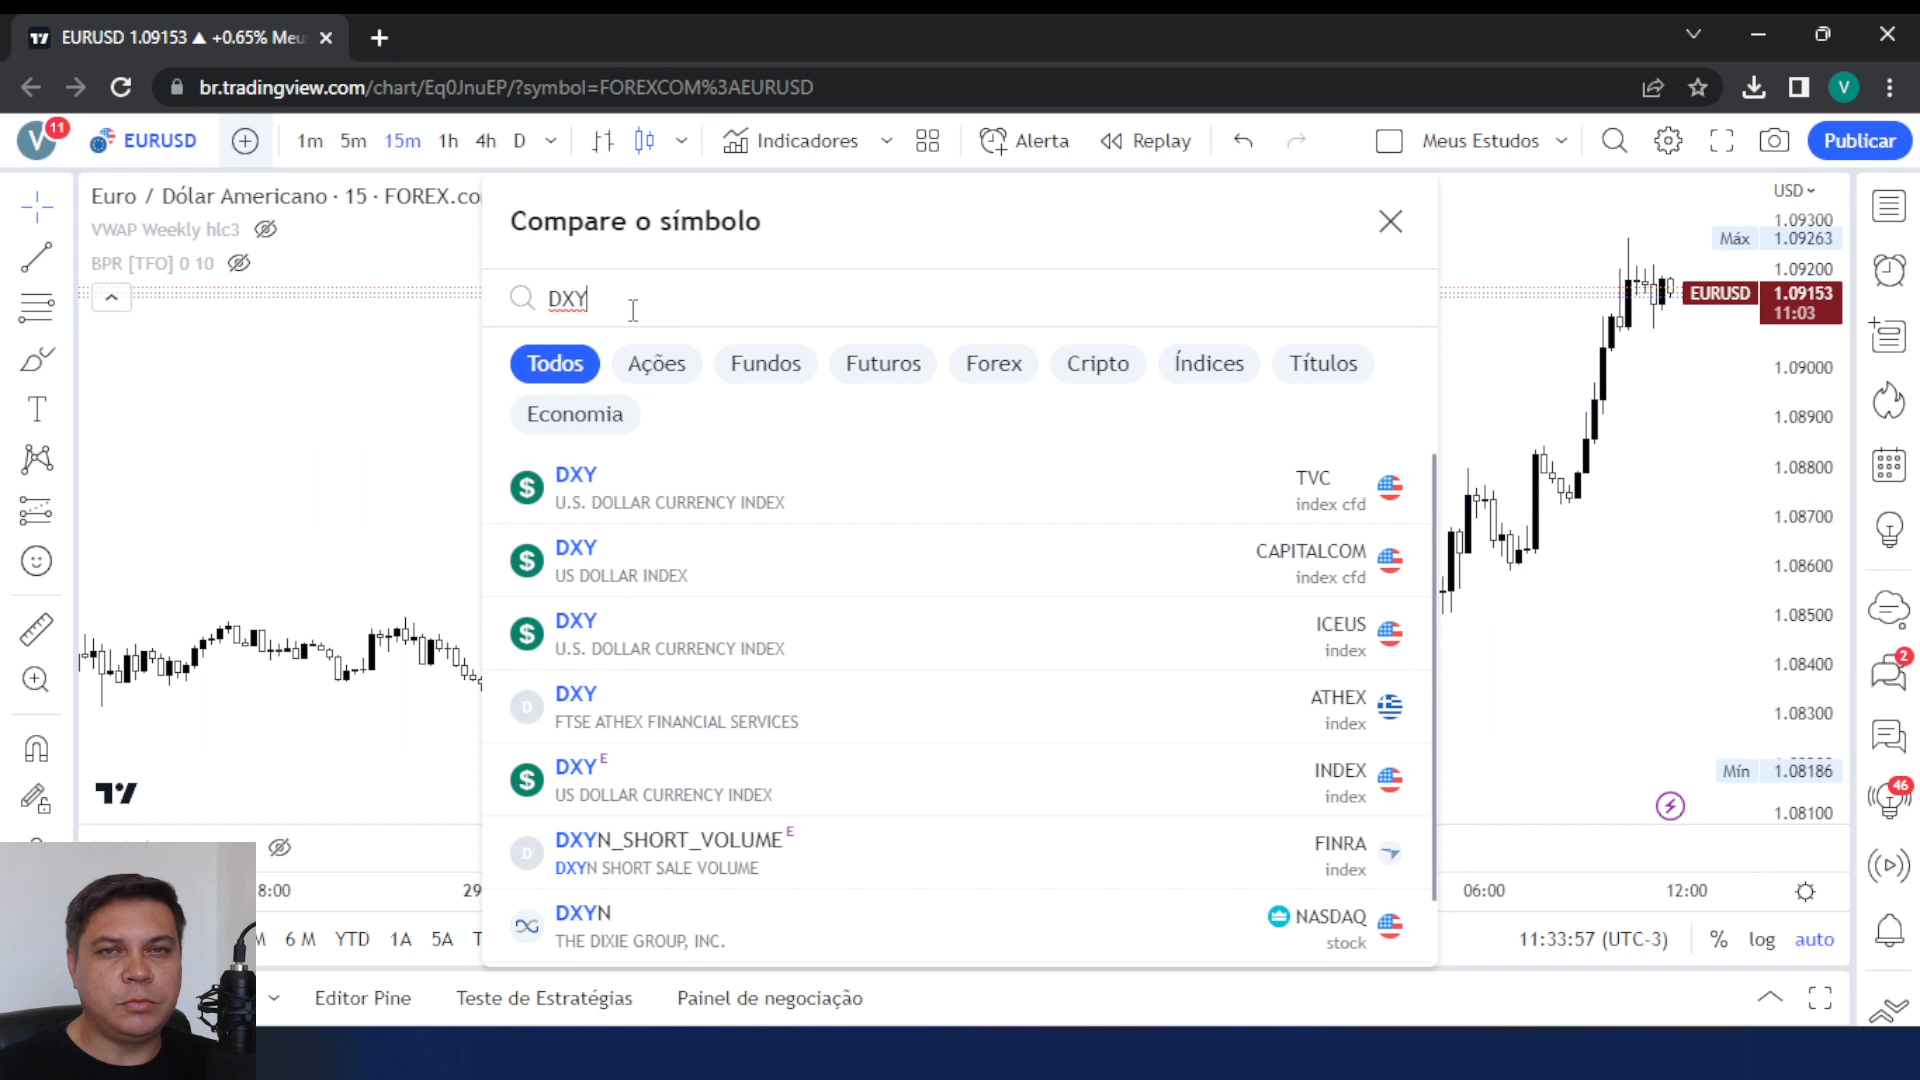 EURUSD 1.09153 ▲ +0.65% Meu
br.tradingview.com/chart/Eq0JnuEP/?symbol=FOREXCOM%3AEURUSD
V
V
11
EURUSD
1m 5m 15m 1h 4h D
Indicadores
Alerta
Replay
Meus Estudos
Publicar
Euro / Dólar Americano · 15 · FOREX.co
VWAP Weekly hlc3
BPR [TFO] 0 10
Compare o símbolo
DXY
Todos
Ações
Fundos
Futuros
Forex
Cripto
Índices
Títulos
Economia
DXY
U.S. DOLLAR CURRENCY INDEX
TVC
index cfd
DXY
US DOLLAR INDEX
CAPITALCOM
index cfd
DXY
U.S. DOLLAR CURRENCY INDEX
ICEUS
index
D
DXY
FTSE ATHEX FINANCIAL SERVICES
ATHEX
index
DXY E
US DOLLAR CURRENCY INDEX
INDEX
index
D
DXYN_SHORT_VOLUME E
DXYN SHORT SALE VOLUME
FINRA
index
DXYN
THE DIXIE GROUP, INC.
NASDAQ
stock
USD
1.09300
Máx 1.09263
1.09200
EURUSD 1.09153
11:03
1.09000
1.08900
1.08800
1.08700
1.08600
1.08500
1.08400
1.08300
Mín 1.08186
1.08100
2
46
8:00
29
06:00
12:00
M 6M YTD 1A 5A T
11:33:57 (UTC-3)
% log auto
Editor Pine
Teste de Estratégias
Painel de negociação